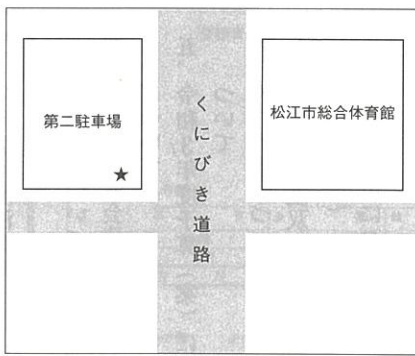 第二駐車場
★
くにびき道路
松江市総合体育館